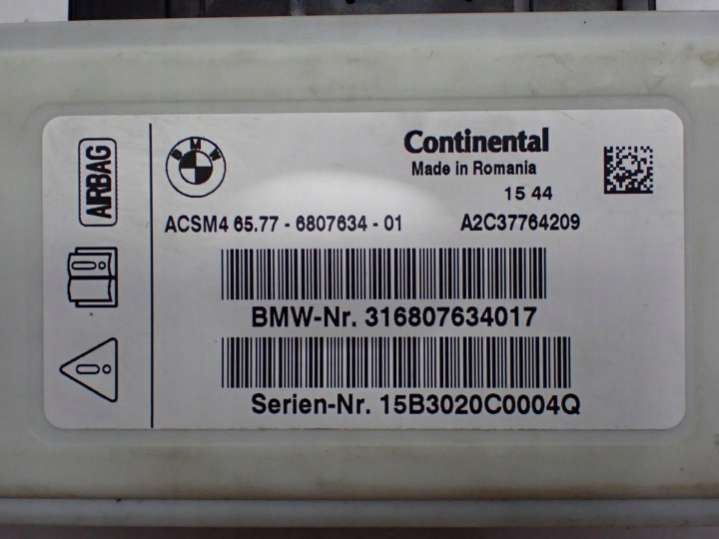 AIRBAG
BMW
Continental
Made in Romania
15 44
ACSM4 65.77 - 6807634 - 01
A2C37764209
BMW-Nr. 316807634017
Serien-Nr. 15B3020C0004Q